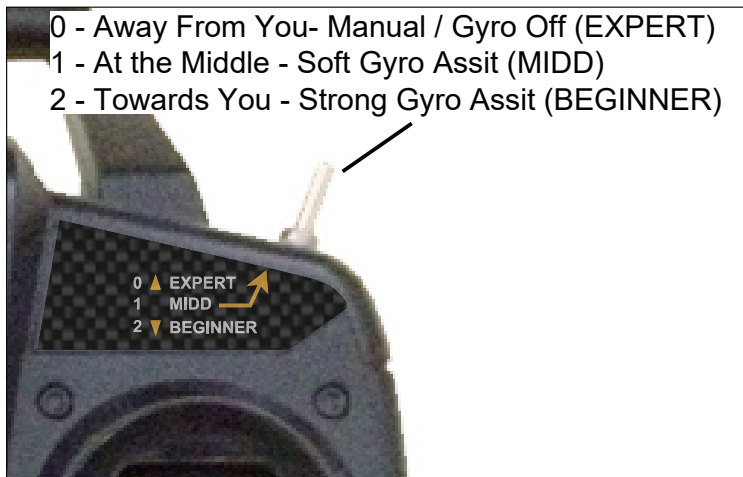 0 - Away From You- Manual / Gyro Off (EXPERT)
1 - At the Middle - Soft Gyro Assit (MIDD)
2 - Towards You - Strong Gyro Assit (BEGINNER)
0 ▲ EXPERT
1 MIDD
2 ▼ BEGINNER